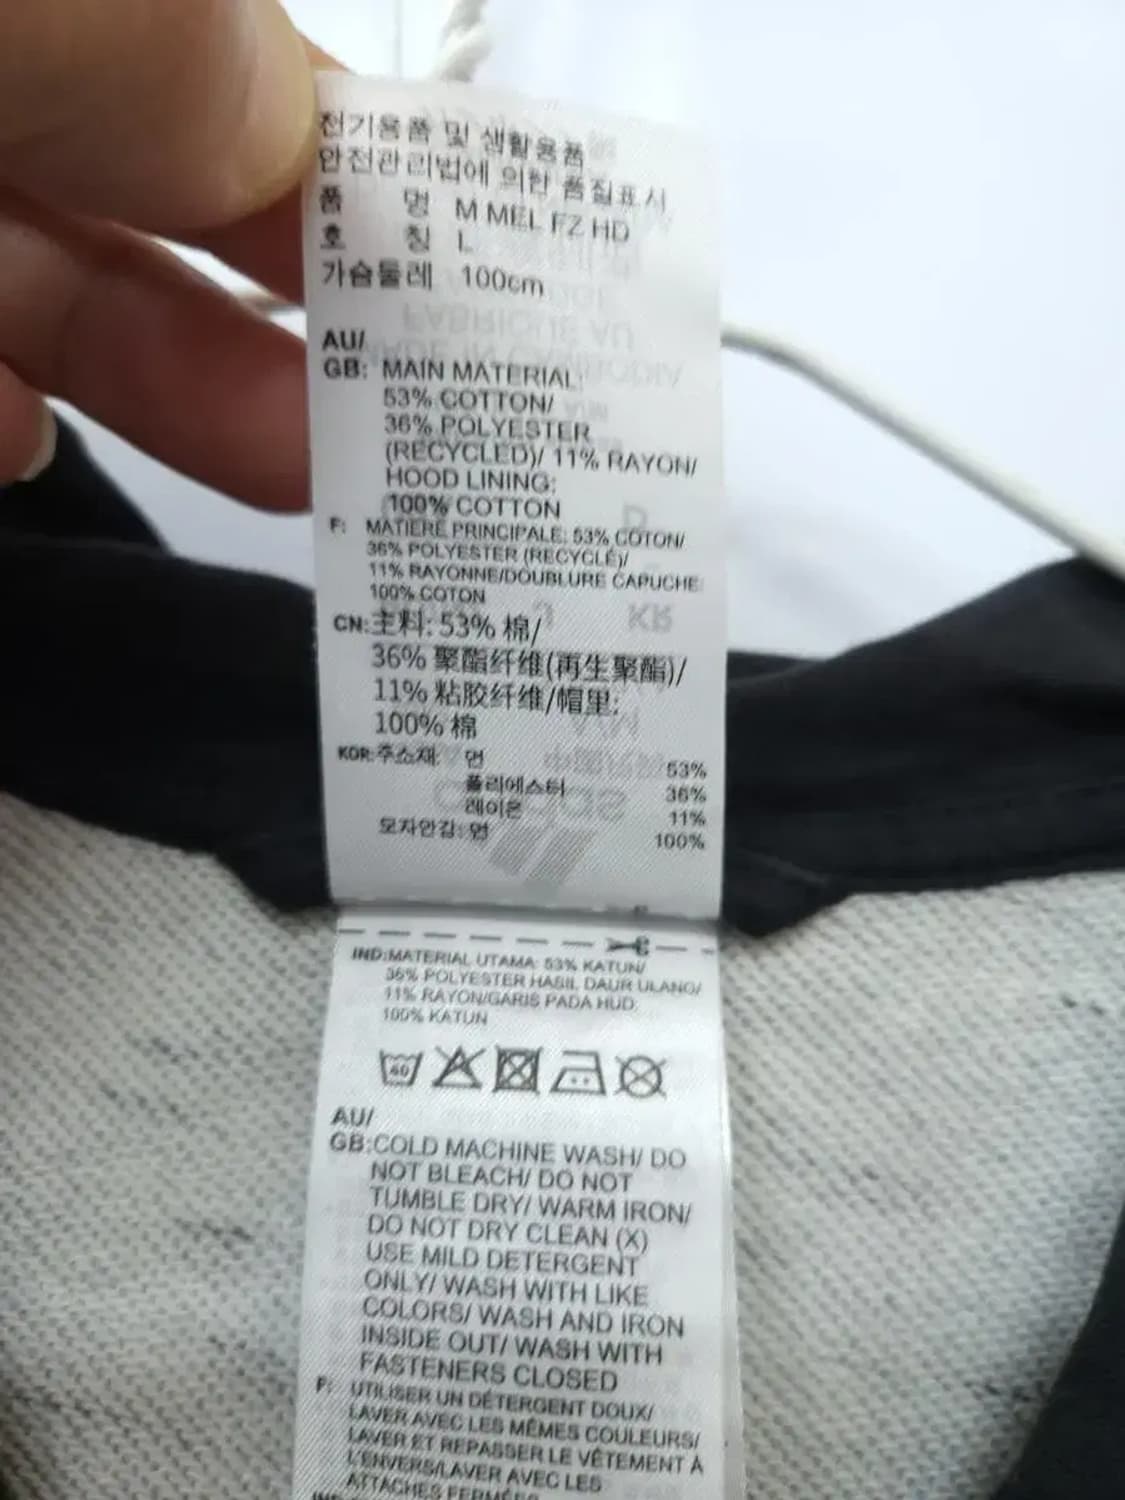 전기용품 및 생활용품
안전관리법에 의한 품질표시
품 명 M MEL FZ HD
호 칭 L
가슴둘레 100cm
AU/
GB: MAIN MATERIAL:
53% COTTON/
36% POLYESTER
(RECYCLED)/ 11% RAYON/
HOOD LINING:
100% COTTON
F: MATIÈRE PRINCIPALE: 53% COTON/
36% POLYESTER (RECYCLÉ)/
11% RAYONNE/DOUBLURE CAPUCHE:
100% COTON
CN:主料: 53% 棉/
36% 聚酯纤维(再生聚酯)/
11% 粘胶纤维/帽里:
100% 棉
KOR:주소재: 면 53%
폴리에스터 36%
레이온 11%
모자안감: 면 100%
IND:MATERIAL UTAMA: 53% KATUN/
36% POLYESTER HASIL DAUR ULANG/
11% RAYON/GARIS PADA HUD:
100% KATUN
40
AU/
GB:COLD MACHINE WASH/ DO
NOT BLEACH/ DO NOT
TUMBLE DRY/ WARM IRON/
DO NOT DRY CLEAN (X)
USE MILD DETERGENT
ONLY/ WASH WITH LIKE
COLORS/ WASH AND IRON
INSIDE OUT/ WASH WITH
FASTENERS CLOSED
F: UTILISER UN DÉTERGENT DOUX/
LAVER AVEC LES MÊMES COULEURS/
LAVER ET REPASSER LE VÊTEMENT À
L'ENVERS/LAVER AVEC LES
ATTACHES FERMÉES